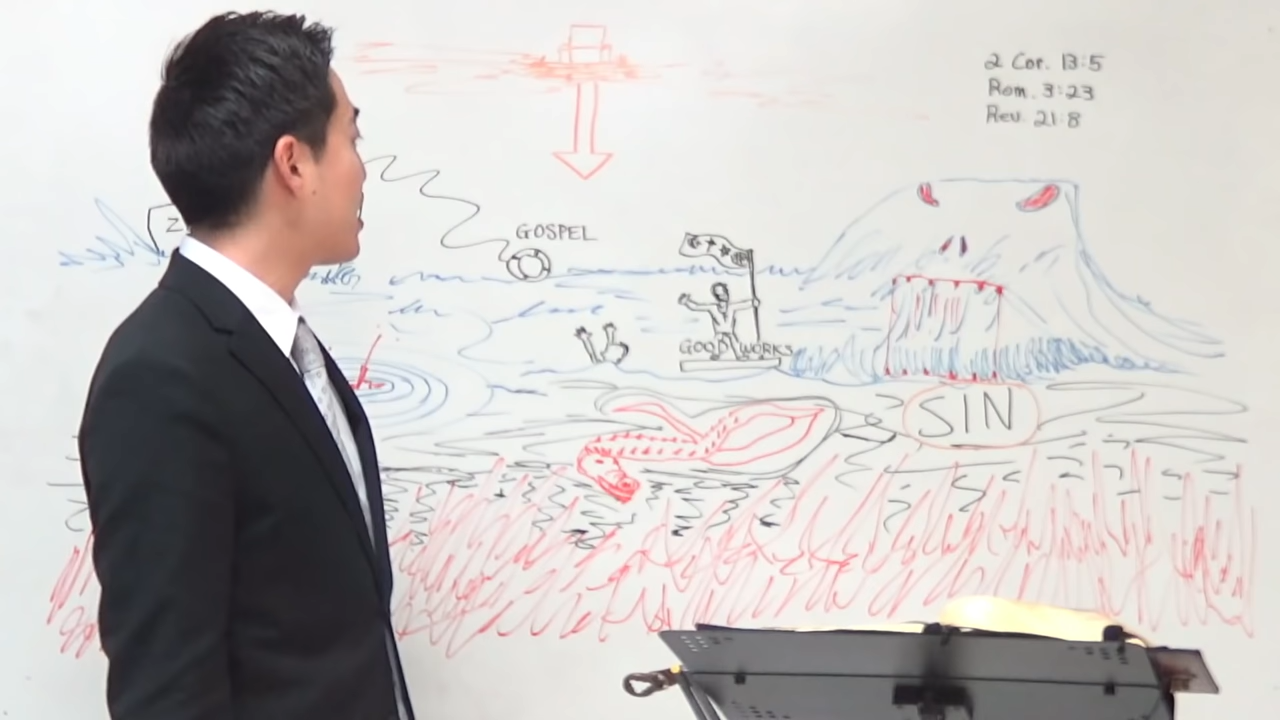 2 Cor. 13:5
Rom. 3:23
Rev. 21:8
GOSPEL
GOOD WORKS
SIN